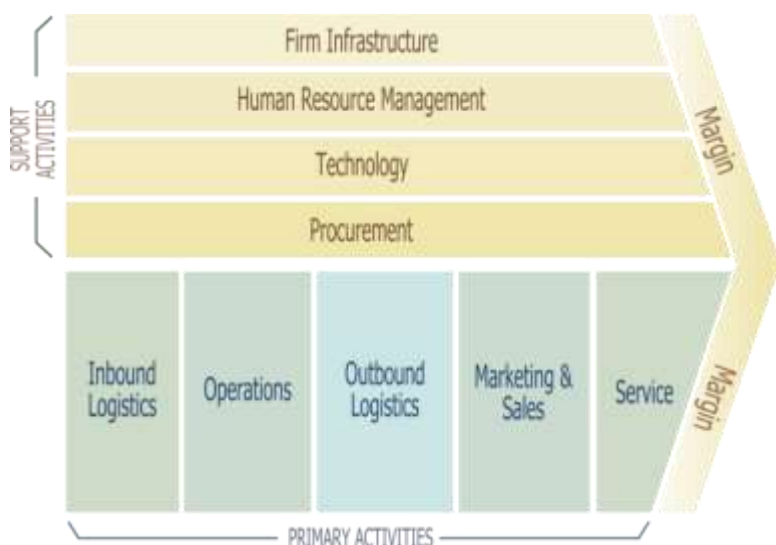 Firm Infrastructure
Human Resource Management
Technology
Procurement
SUPPORT
ACTIVITIES
Margin
Inbound
Logistics
Operations
Outbound
Logistics
Marketing &
Sales
Service
Margin
PRIMARY ACTIVITIES